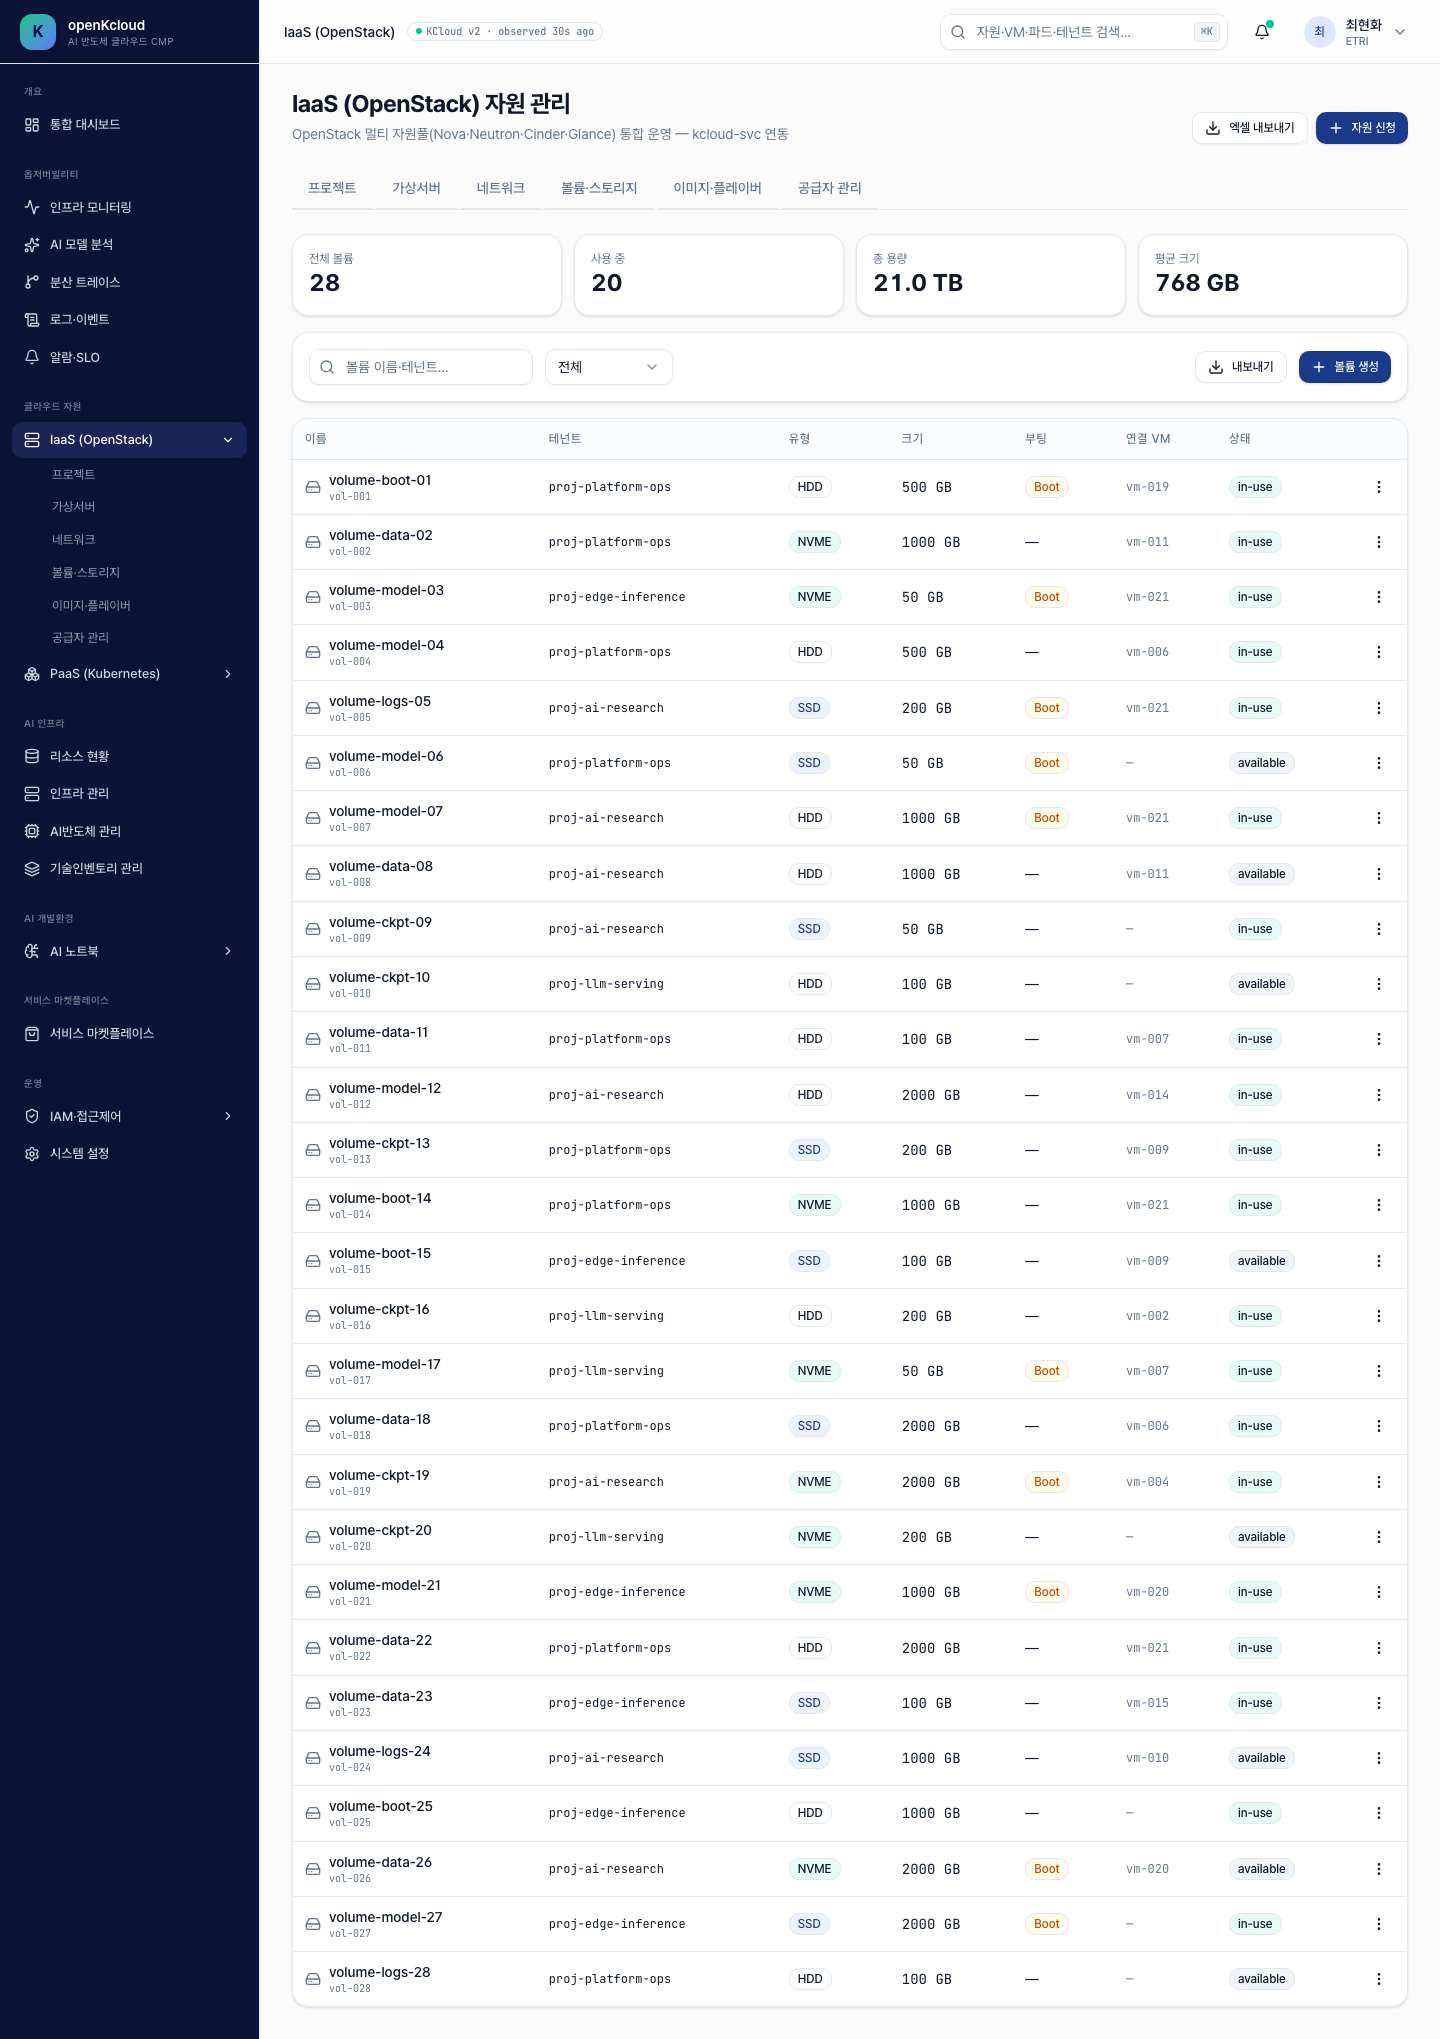 K
openKcloud
AI 반도체 클라우드 CMP
개요
통합 대시보드
옵저버빌리티
인프라 모니터링
AI 모델 분석
분산 트레이스
로그·이벤트
알람·SLO
클라우드 자원
IaaS (OpenStack)
프로젝트
가상서버
네트워크
볼륨·스토리지
이미지·플레이버
공급자 관리
PaaS (Kubernetes)
AI 인프라
리소스 현황
인프라 관리
AI반도체 관리
기술인벤토리 관리
AI 개발환경
AI 노트북
서비스 마켓플레이스
서비스 마켓플레이스
운영
IAM·접근제어
시스템 설정
IaaS (OpenStack)
KCloud v2 · observed 30s ago
자원·VM·파드·테넌트 검색...
⌘K
최
최현화
ETRI
IaaS (OpenStack) 자원 관리
OpenStack 멀티 자원풀(Nova·Neutron·Cinder·Glance) 통합 운영 — kcloud-svc 연동
엑셀 내보내기
자원 신청
프로젝트 가상서버 네트워크 볼륨·스토리지 이미지·플레이버 공급자 관리
전체 볼륨
28
사용 중
20
총 용량
21.0 TB
평균 크기
768 GB
볼륨 이름·테넌트...
전체
내보내기
볼륨 생성
이름 테넌트 유형 크기 부팅 연결 VM 상태
volume-boot-01
vol-001
proj-platform-ops HDD 500 GB Boot vm-019 in-use
volume-data-02
vol-002
proj-platform-ops NVME 1000 GB — vm-011 in-use
volume-model-03
vol-003
proj-edge-inference NVME 50 GB Boot vm-021 in-use
volume-model-04
vol-004
proj-platform-ops HDD 500 GB — vm-006 in-use
volume-logs-05
vol-005
proj-ai-research SSD 200 GB Boot vm-021 in-use
volume-model-06
vol-006
proj-platform-ops SSD 50 GB Boot — available
volume-model-07
vol-007
proj-ai-research HDD 1000 GB Boot vm-021 in-use
volume-data-08
vol-008
proj-ai-research HDD 1000 GB — vm-011 available
volume-ckpt-09
vol-009
proj-ai-research SSD 50 GB — — in-use
volume-ckpt-10
vol-010
proj-llm-serving HDD 100 GB — — available
volume-data-11
vol-011
proj-platform-ops HDD 100 GB — vm-007 in-use
volume-model-12
vol-012
proj-ai-research HDD 2000 GB — vm-014 in-use
volume-ckpt-13
vol-013
proj-platform-ops SSD 200 GB — vm-009 in-use
volume-boot-14
vol-014
proj-platform-ops NVME 1000 GB — vm-021 in-use
volume-boot-15
vol-015
proj-edge-inference SSD 100 GB — vm-009 available
volume-ckpt-16
vol-016
proj-llm-serving HDD 200 GB — vm-002 in-use
volume-model-17
vol-017
proj-llm-serving NVME 50 GB Boot vm-007 in-use
volume-data-18
vol-018
proj-platform-ops SSD 2000 GB — vm-006 in-use
volume-ckpt-19
vol-019
proj-ai-research NVME 2000 GB Boot vm-004 in-use
volume-ckpt-20
vol-020
proj-llm-serving NVME 200 GB — — available
volume-model-21
vol-021
proj-edge-inference NVME 1000 GB Boot vm-020 in-use
volume-data-22
vol-022
proj-platform-ops HDD 2000 GB — vm-021 in-use
volume-data-23
vol-023
proj-edge-inference SSD 100 GB — vm-015 in-use
volume-logs-24
vol-024
proj-ai-research SSD 1000 GB — vm-010 available
volume-boot-25
vol-025
proj-edge-inference HDD 1000 GB — — in-use
volume-data-26
vol-026
proj-ai-research NVME 2000 GB Boot vm-020 available
volume-model-27
vol-027
proj-edge-inference SSD 2000 GB Boot — in-use
volume-logs-28
vol-028
proj-platform-ops HDD 100 GB — — available